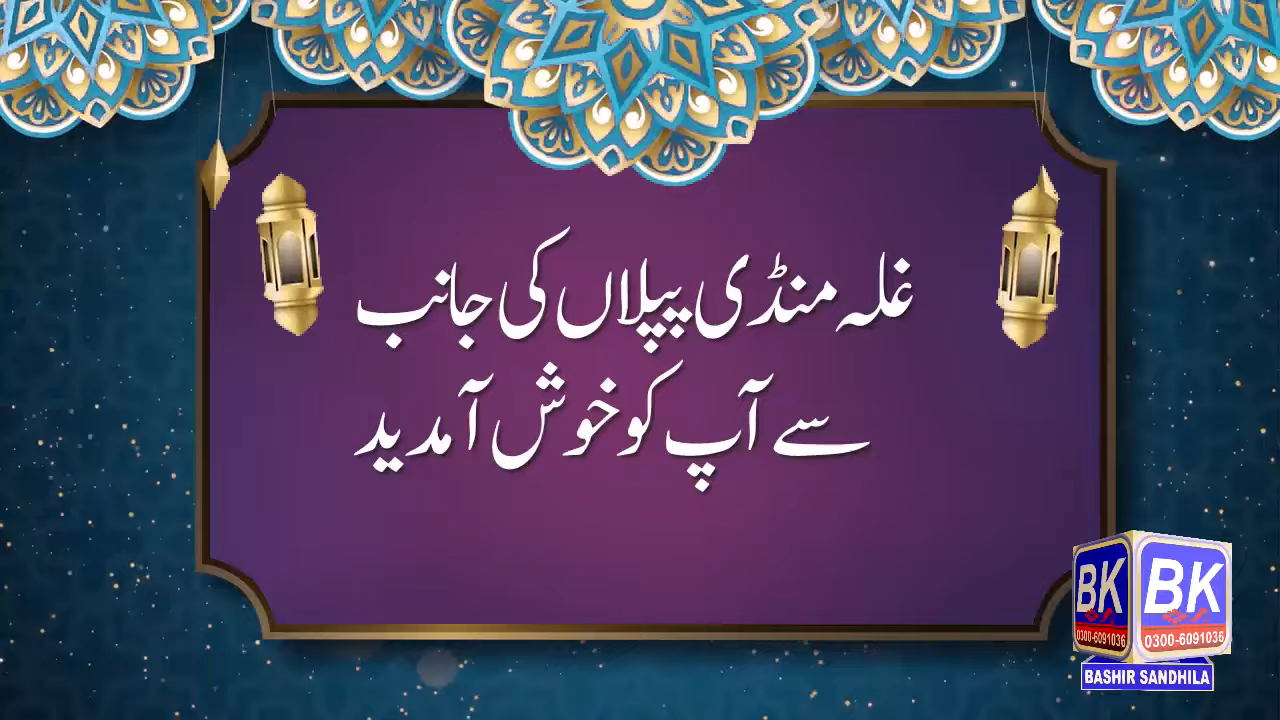 غلہ منڈی پپلاں کی جانب
سے آپ کو خوش آمدید
BK BK
0300-6091036 0300-6091036
BASHIR SANDHILA